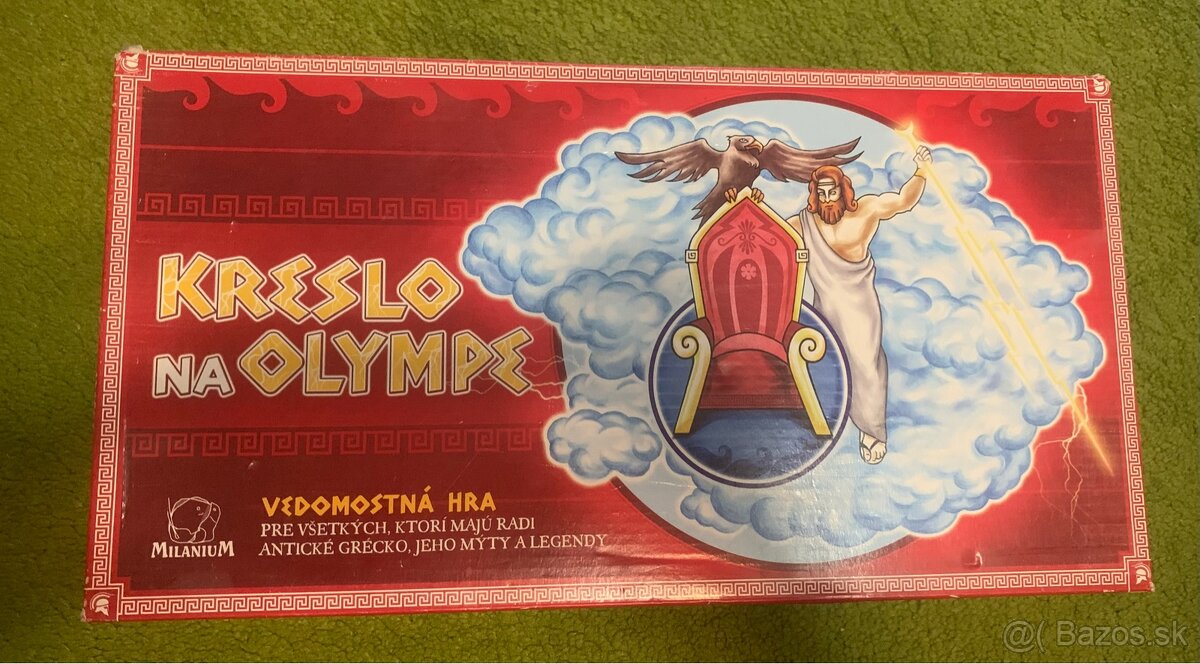 KRESLO
NA OLYMPE
VEDOMOSTNÁ HRA
PRE VŠETKÝCH, KTORÍ MAJÚ RADI
ANTICKÉ GRÉCKO, JEHO MÝTY A LEGENDY
MILANIUM
@( Bazos.sk